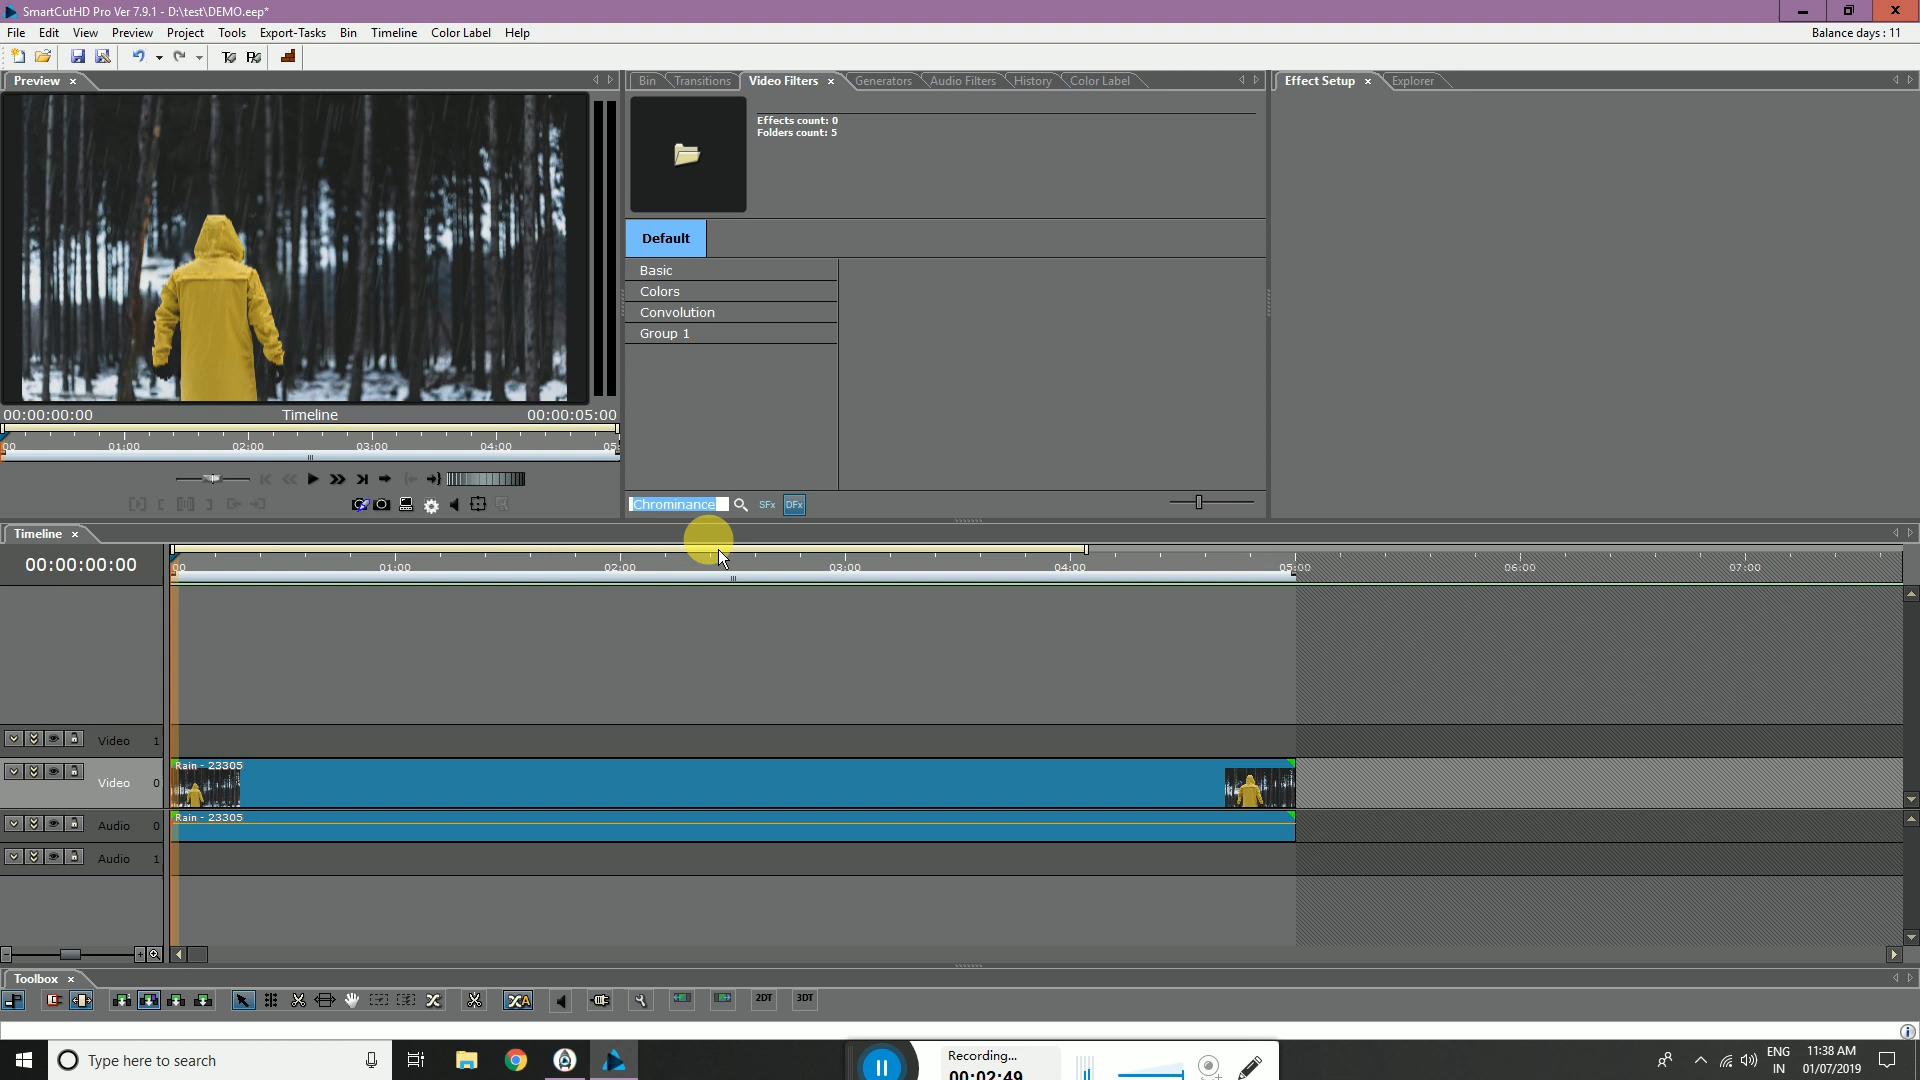 SmartCutHD Pro Ver 7.9.1 - D:\test\DEMO.eep*
File Edit View Preview Project Tools Export-Tasks Bin Timeline Color Label Help
Balance days : 11
Preview
Bin Transitions Video Filters Generators Audio Filters History Color Label
Effect Setup Explorer
Effects count: 0
Folders count: 5
Default
Basic
Colors
Convolution
Group 1
00:00:00:00 Timeline 00:00:05:00
00 01:00 02:00 03:00 04:00 05:
Chrominance SFx DFx
Timeline
00:00:00:00
00 01:00 02:00 03:00 04:00 05:00 06:00 07:00
Video 1
Rain - 23305
Video 0
Rain - 23305
Audio 0
Audio 1
Toolbox
2DT 3DT
Type here to search
Recording...
00:02:49
ENG
IN
11:38 AM
01/07/2019